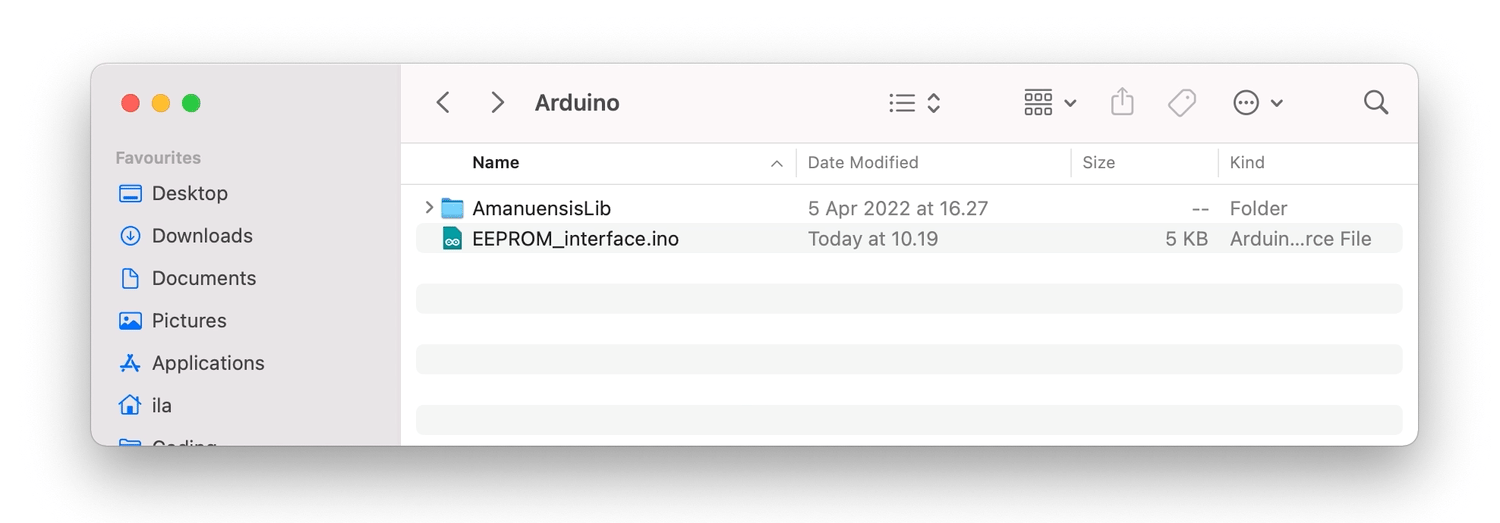 Arduino
Favourites
Desktop
Downloads
Documents
Pictures
Applications
ila
Name Date Modified Size Kind
AmanuensisLib 5 Apr 2022 at 16.27 -- Folder
EEPROM_interface.ino Today at 10.19 5 KB Arduin...rce File